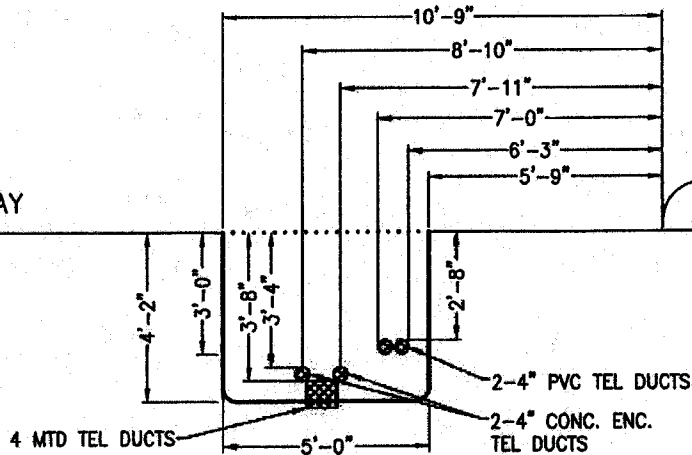 10'-9"
8'-10"
7'-11"
7'-0"
6'-3"
5'-9"
AY
4'-2"
3'-0"
3'-8"
3'-4"
2'-8"
2-4" PVC TEL DUCTS
2-4" CONC. ENC.
TEL DUCTS
4 MTD TEL DUCTS
5'-0"